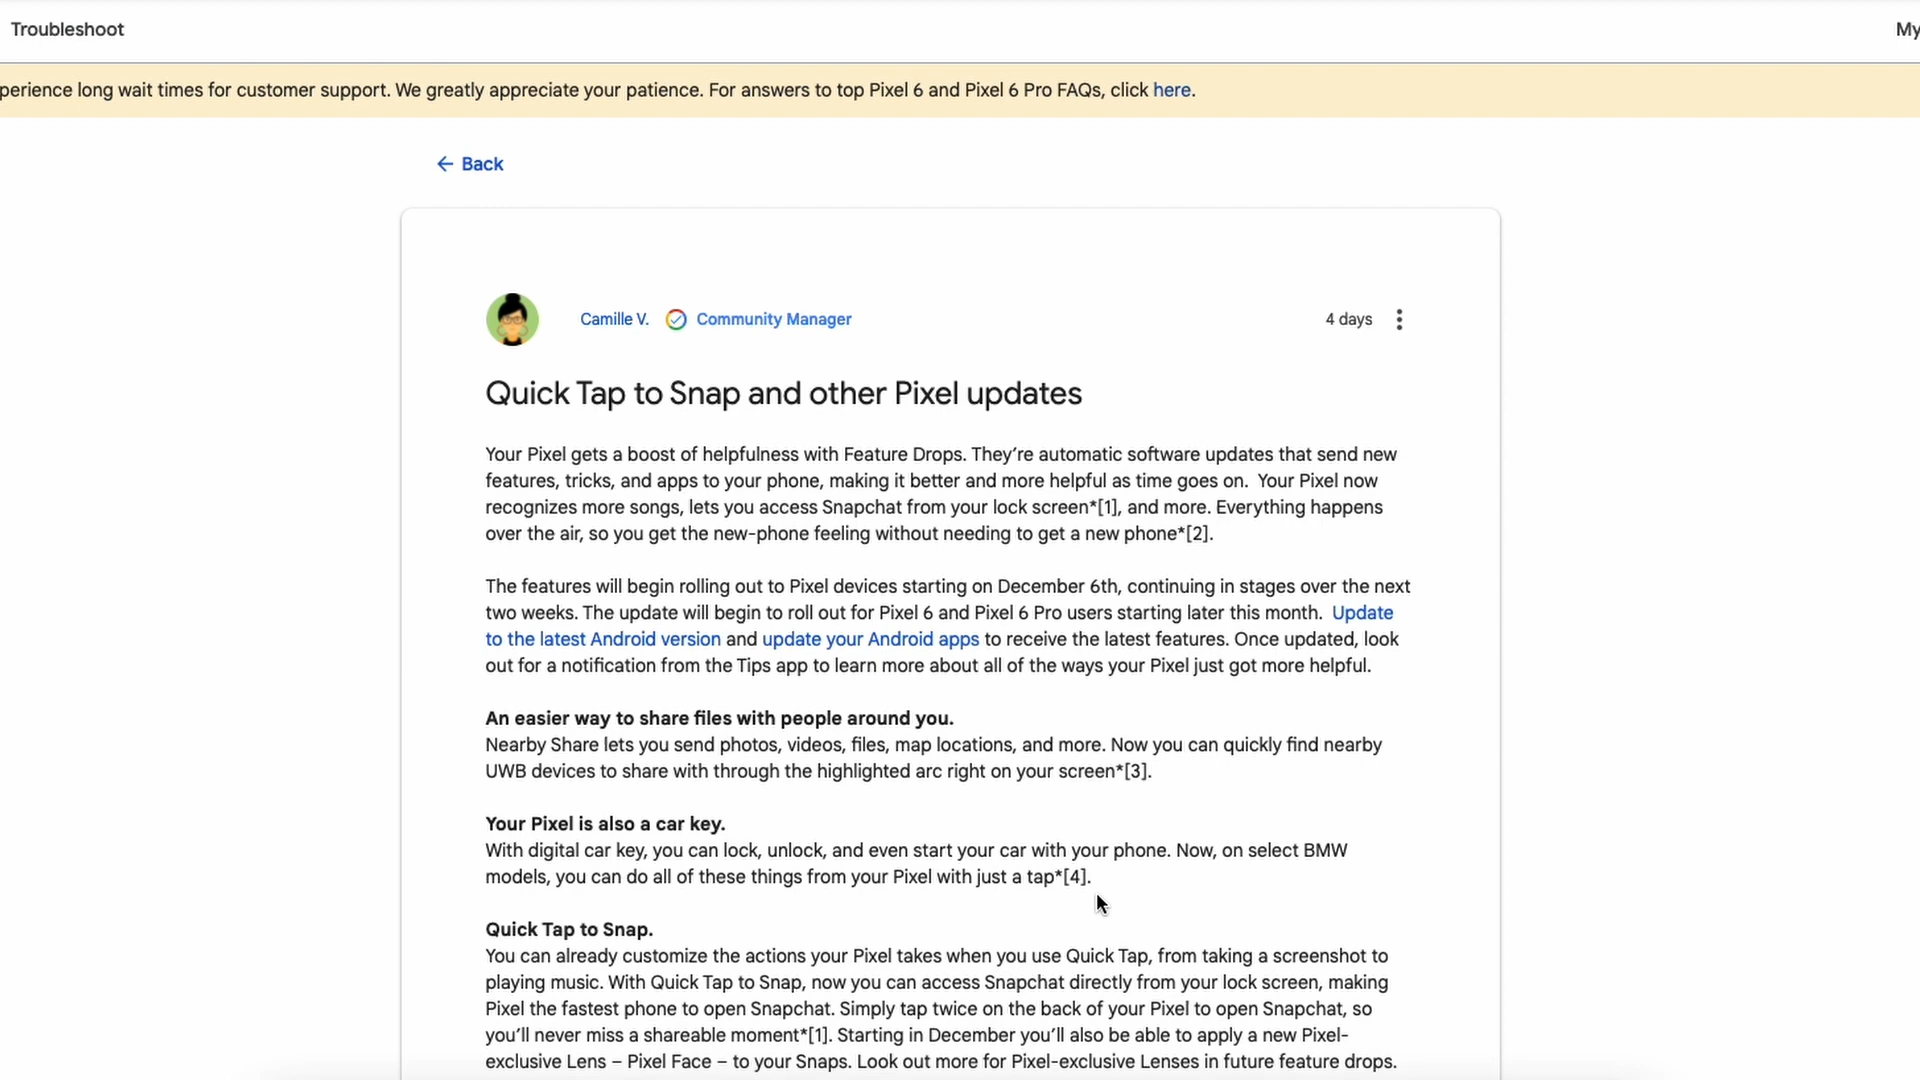 Troubleshoot
My
perience long wait times for customer support. We greatly appreciate your patience. For answers to top Pixel 6 and Pixel 6 Pro FAQs, click here.
← Back
Camille V. Community Manager
4 days
Quick Tap to Snap and other Pixel updates
Your Pixel gets a boost of helpfulness with Feature Drops. They’re automatic software updates that send new
features, tricks, and apps to your phone, making it better and more helpful as time goes on. Your Pixel now
recognizes more songs, lets you access Snapchat from your lock screen*[1], and more. Everything happens
over the air, so you get the new-phone feeling without needing to get a new phone*[2].
The features will begin rolling out to Pixel devices starting on December 6th, continuing in stages over the next
two weeks. The update will begin to roll out for Pixel 6 and Pixel 6 Pro users starting later this month. Update
to the latest Android version and update your Android apps to receive the latest features. Once updated, look
out for a notification from the Tips app to learn more about all of the ways your Pixel just got more helpful.
An easier way to share files with people around you.
Nearby Share lets you send photos, videos, files, map locations, and more. Now you can quickly find nearby
UWB devices to share with through the highlighted arc right on your screen*[3].
Your Pixel is also a car key.
With digital car key, you can lock, unlock, and even start your car with your phone. Now, on select BMW
models, you can do all of these things from your Pixel with just a tap*[4].
Quick Tap to Snap.
You can already customize the actions your Pixel takes when you use Quick Tap, from taking a screenshot to
playing music. With Quick Tap to Snap, now you can access Snapchat directly from your lock screen, making
Pixel the fastest phone to open Snapchat. Simply tap twice on the back of your Pixel to open Snapchat, so
you’ll never miss a shareable moment*[1]. Starting in December you’ll also be able to apply a new Pixel-
exclusive Lens – Pixel Face – to your Snaps. Look out more for Pixel-exclusive Lenses in future feature drops.